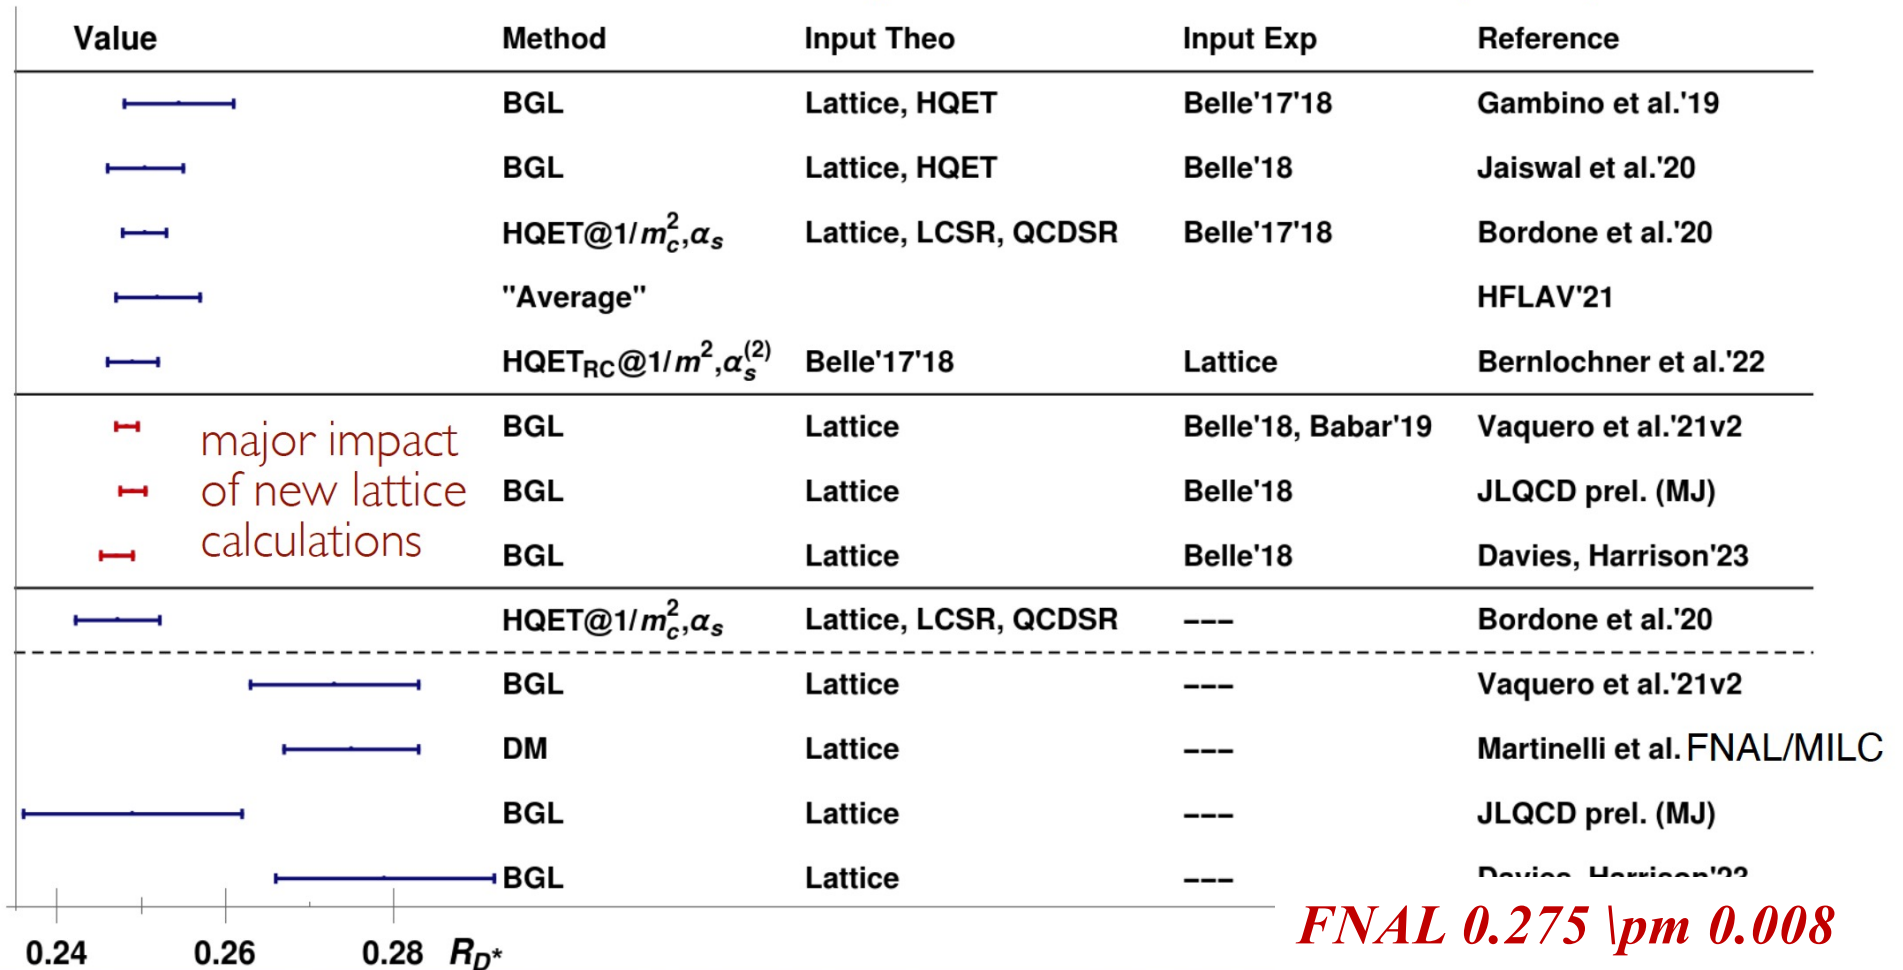 Value Method Input Theo Input Exp Reference
BGL Lattice, HQET Belle'17'18 Gambino et al.'19
BGL Lattice, HQET Belle'18 Jaiswal et al.'20
HQET@1/m_c^2,α_s Lattice, LCSR, QCDSR Belle'17'18 Bordone et al.'20
"Average" HFLAV'21
HQET_RC@1/m^2,α_s^(2) Belle'17'18 Lattice Bernlochner et al.'22
major impact
of new lattice
calculations
BGL Lattice Belle'18, Babar'19 Vaquero et al.'21v2
BGL Lattice Belle'18 JLQCD prel. (MJ)
BGL Lattice Belle'18 Davies, Harrison'23
HQET@1/m_c^2,α_s Lattice, LCSR, QCDSR --- Bordone et al.'20
BGL Lattice --- Vaquero et al.'21v2
DM Lattice --- Martinelli et al. FNAL/MILC
BGL Lattice --- JLQCD prel. (MJ)
BGL Lattice --- Davies, Harrison
0.24 0.26 0.28 R_D*
FNAL 0.275 \pm 0.008